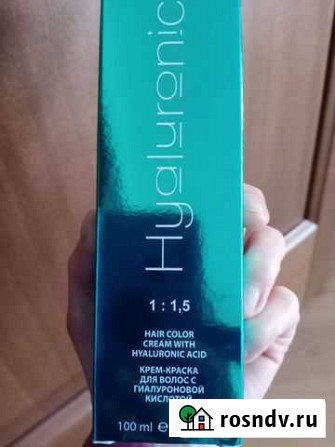 Hyaluronic
1 : 1,5
HAIR COLOR
CREAM WITH
HYALURONIC ACID
КРЕМ-КРАСКА
ДЛЯ ВОЛОС С
ГИАЛУРОНОВОЙ
КИСЛОТОЙ
100 ml e
rosndv.ru